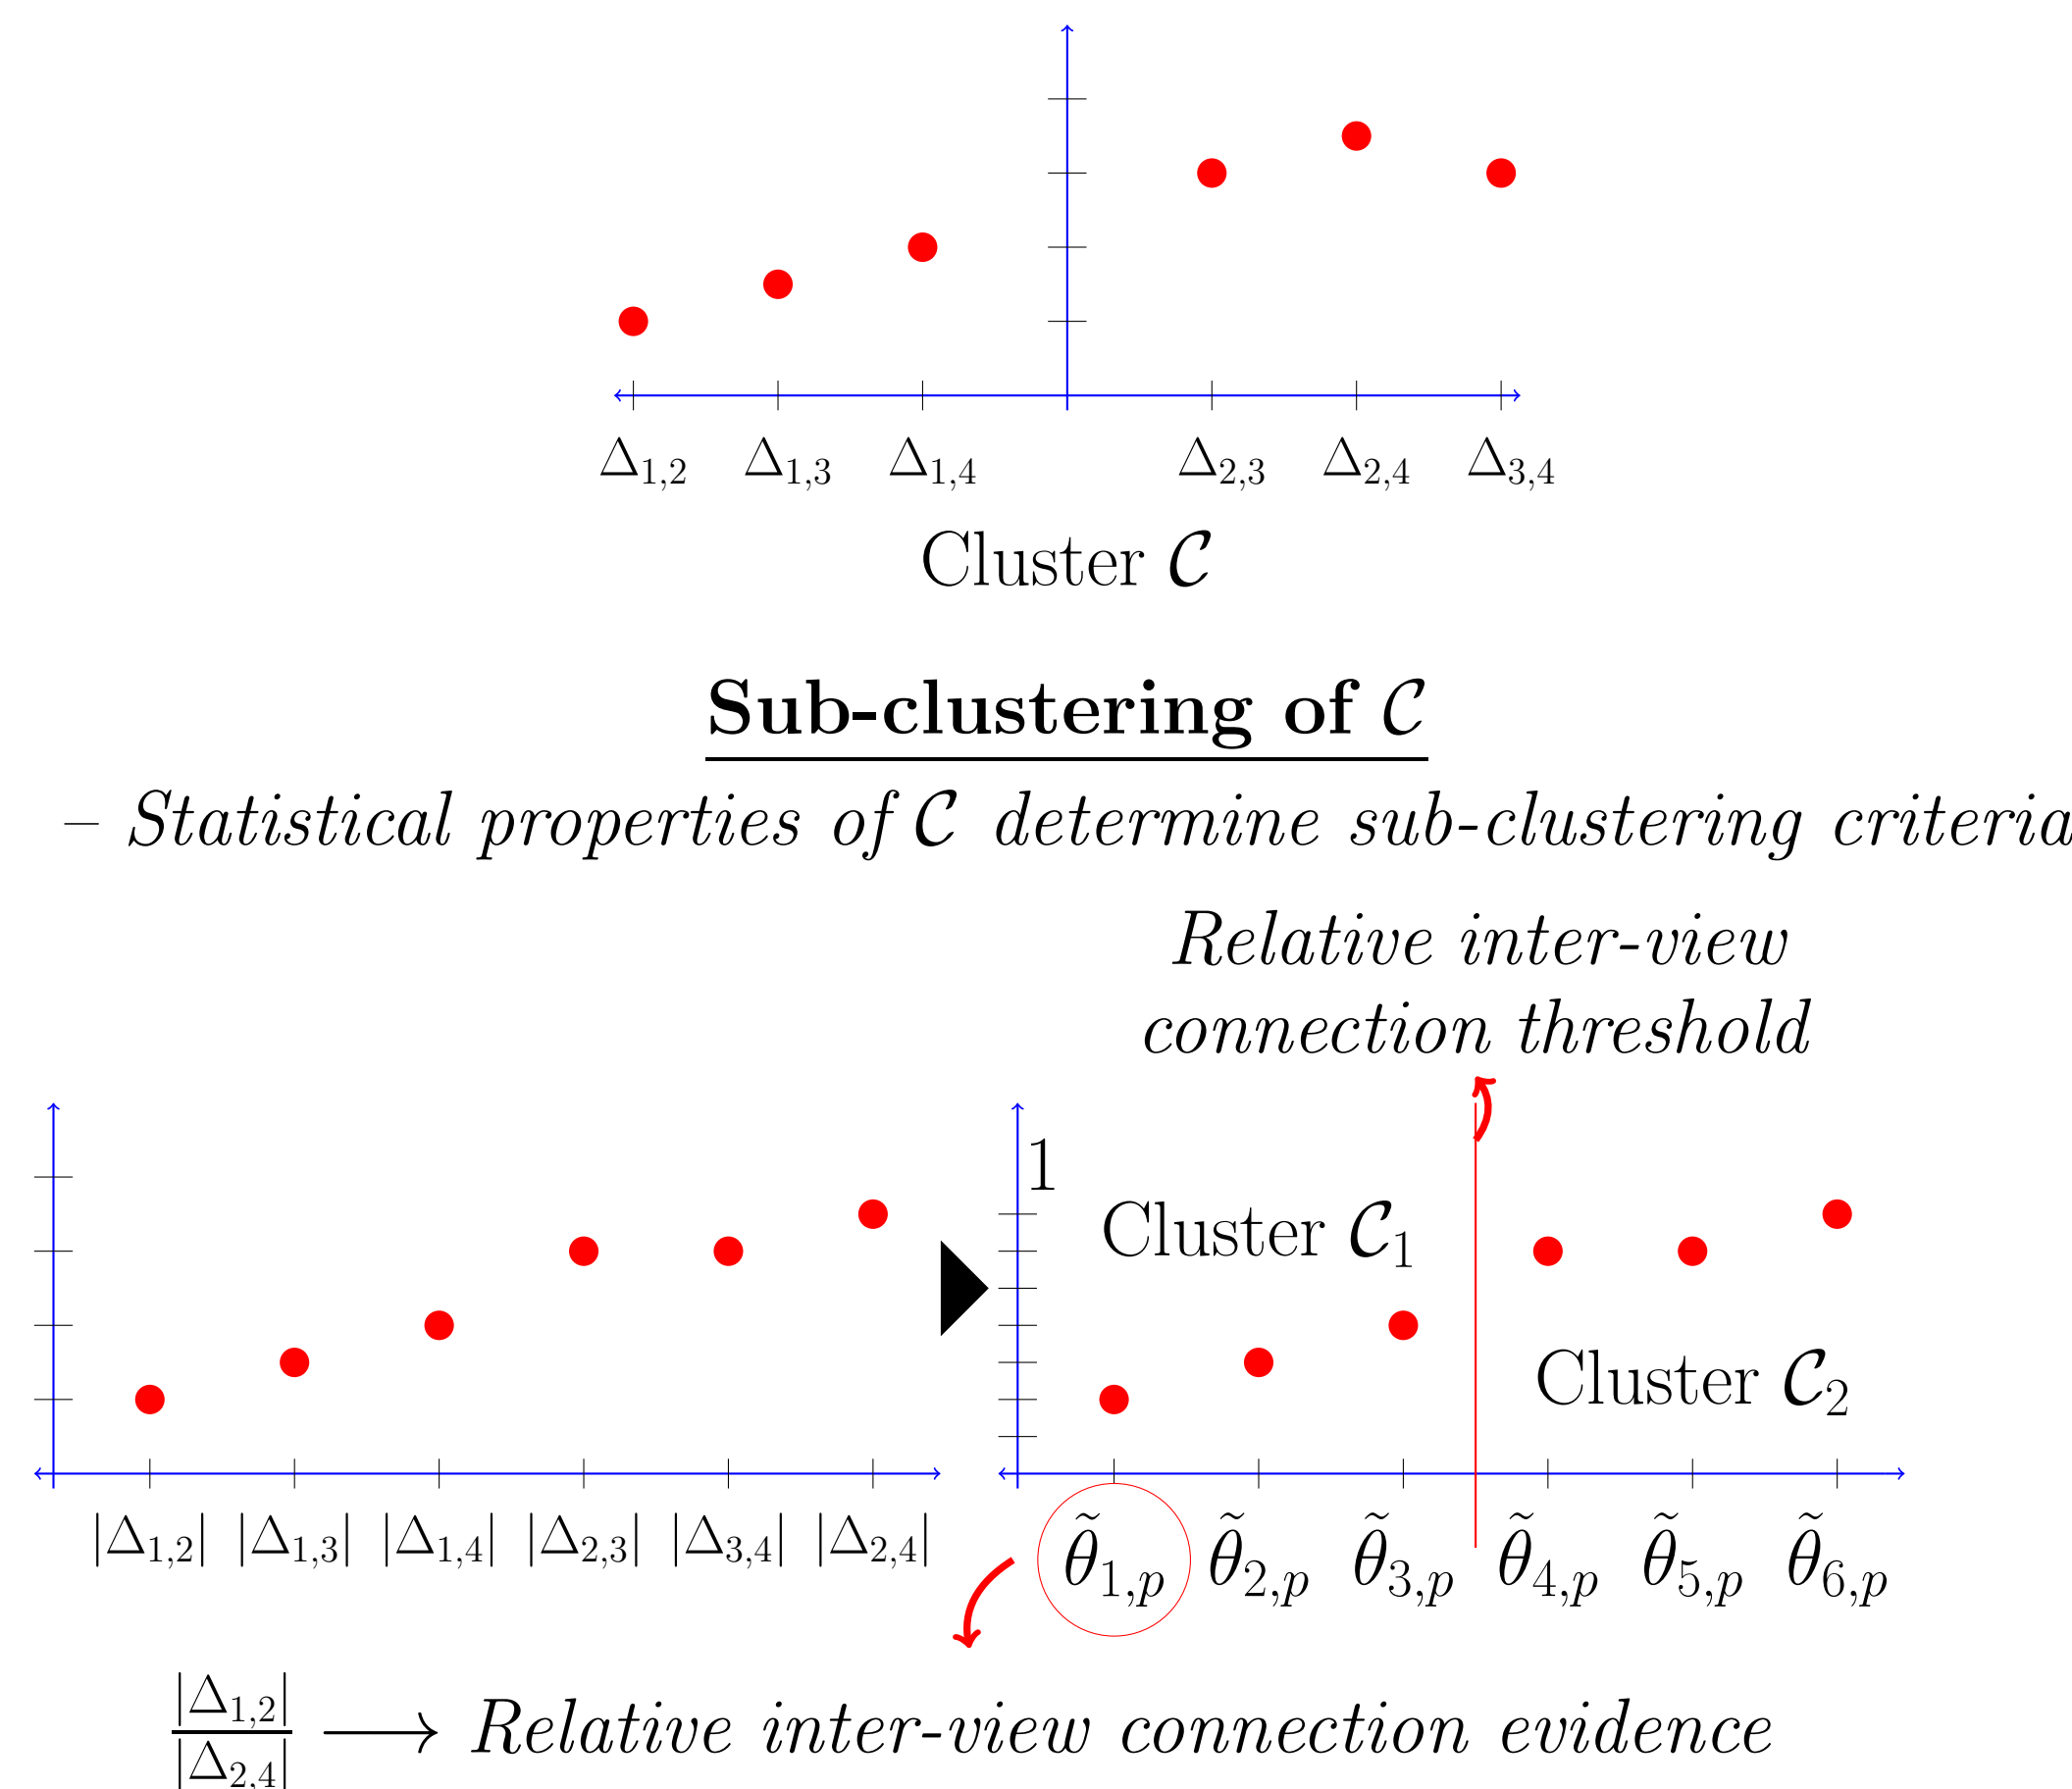 Δ1,2 Δ1,3 Δ1,4 Δ2,3 Δ2,4 Δ3,4
Cluster 𝒞
Sub-clustering of 𝒞
– Statistical properties of 𝒞 determine sub-clustering criteria
Relative inter-view
connection threshold
1
Cluster 𝒞1
Cluster 𝒞2
|Δ1,2| |Δ1,3| |Δ1,4| |Δ2,3| |Δ3,4| |Δ2,4|
θ̃1,p θ̃2,p θ̃3,p θ̃4,p θ̃5,p θ̃6,p
|Δ1,2|
|Δ2,4|
⟶ Relative inter-view connection evidence